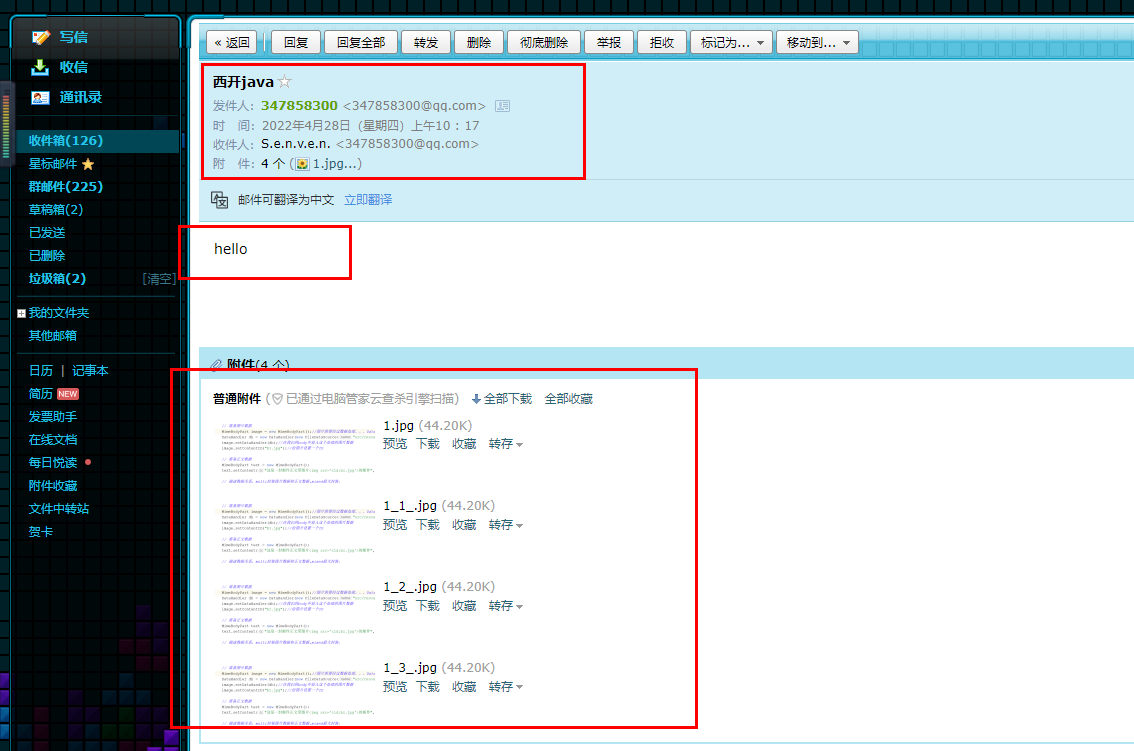 写信
收信
通讯录
收件箱(126)
星标邮件
群邮件(225)
草稿箱(2)
已发送
已删除
垃圾箱(2) [清空]
我的文件夹
其他邮箱
日历 | 记事本
简历 NEW
发票助手
在线文档
每日悦读
附件收藏
文件中转站
贺卡
« 返回 回复 回复全部 转发 删除 彻底删除 举报 拒收 标记为... 移动到...
西开java
发件人: 347858300 <347858300@qq.com>
时 间: 2022年4月28日 (星期四) 上午10 : 17
收件人: S.e.n.v.e.n. <347858300@qq.com>
附 件: 4 个 (1.jpg...)
邮件可翻译为中文 立即翻译
hello
附件(4 个)
普通附件 (已通过电脑管家云查杀引擎扫描) 全部下载 全部收藏
1.jpg (44.20K)
预览 下载 收藏 转存
1_1_.jpg (44.20K)
预览 下载 收藏 转存
1_2_.jpg (44.20K)
预览 下载 收藏 转存
1_3_.jpg (44.20K)
预览 下载 收藏 转存